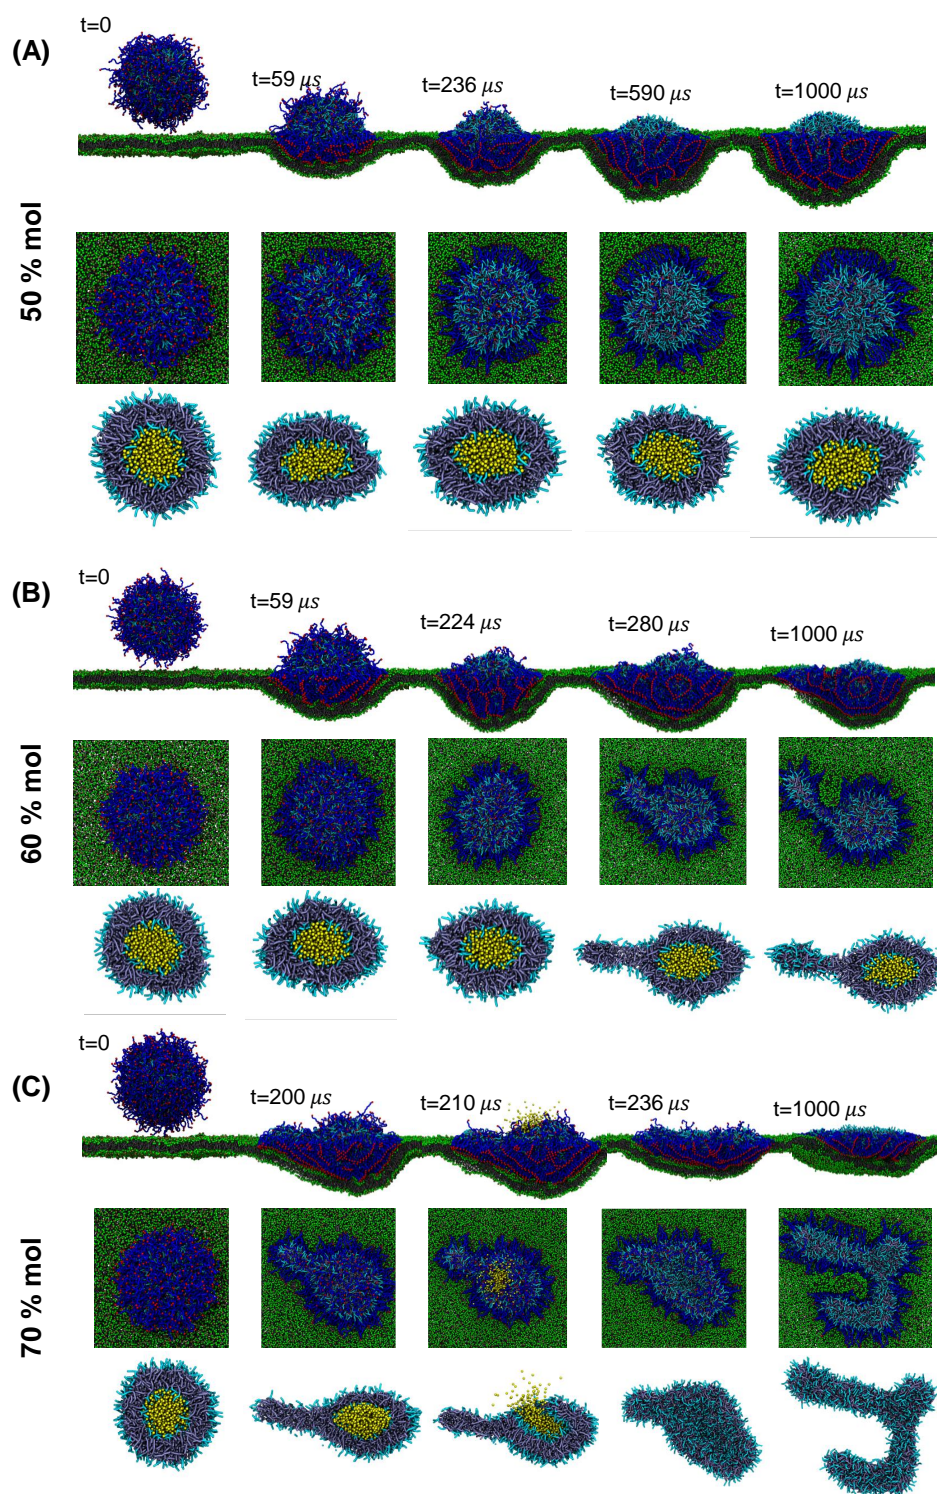 (A)
t=0
t=59 μs
t=236 μs
t=590 μs
t=1000 μs
50 % mol
(B)
t=0
t=59 μs
t=224 μs
t=280 μs
t=1000 μs
60 % mol
(C)
t=0
t=200 μs
t=210 μs
t=236 μs
t=1000 μs
70 % mol